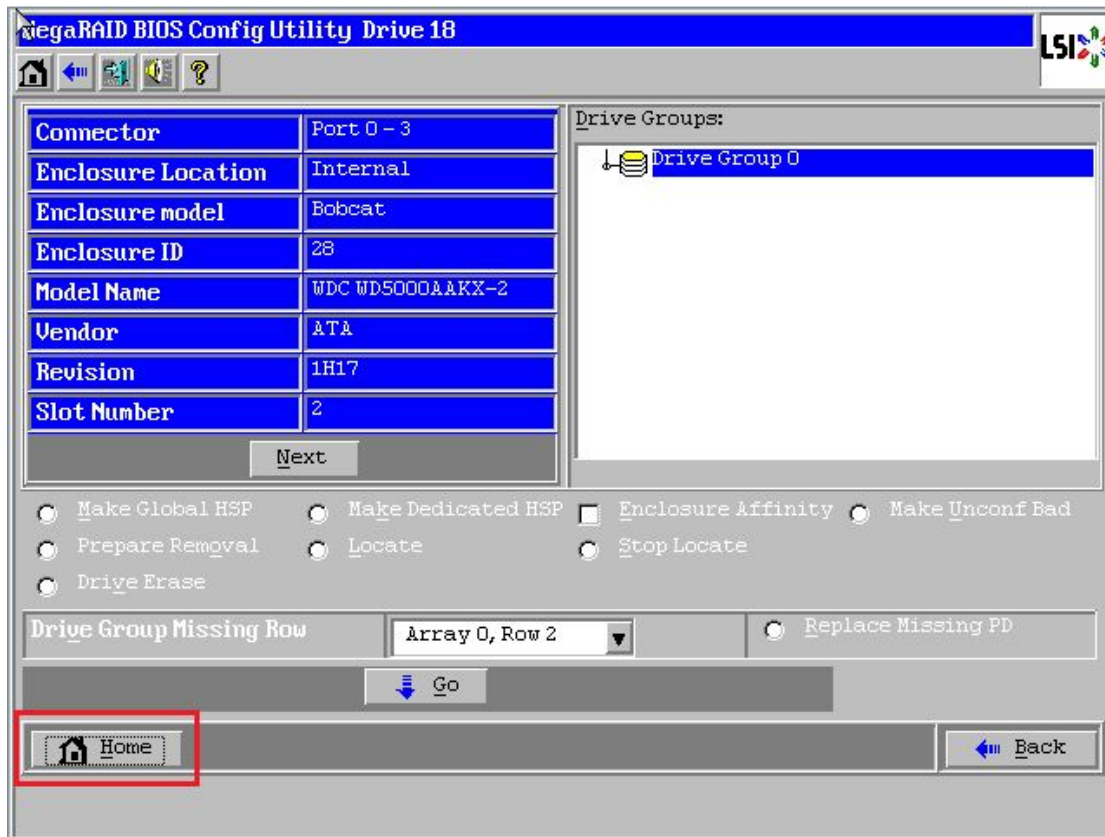 MegaRAID BIOS Config Utility Drive 18
LSI
Connector Port 0 – 3
Enclosure Location Internal
Enclosure model Bobcat
Enclosure ID 28
Model Name WDC WD5000AAKX–2
Vendor ATA
Revision 1H17
Slot Number 2
Next
Drive Groups:
Drive Group 0
Make Global HSP Make Dedicated HSP Enclosure Affinity Make Unconf Bad
Prepare Removal Locate Stop Locate
Drive Erase
Drive Group Missing Row Array 0, Row 2 Replace Missing PD
Go
Home Back